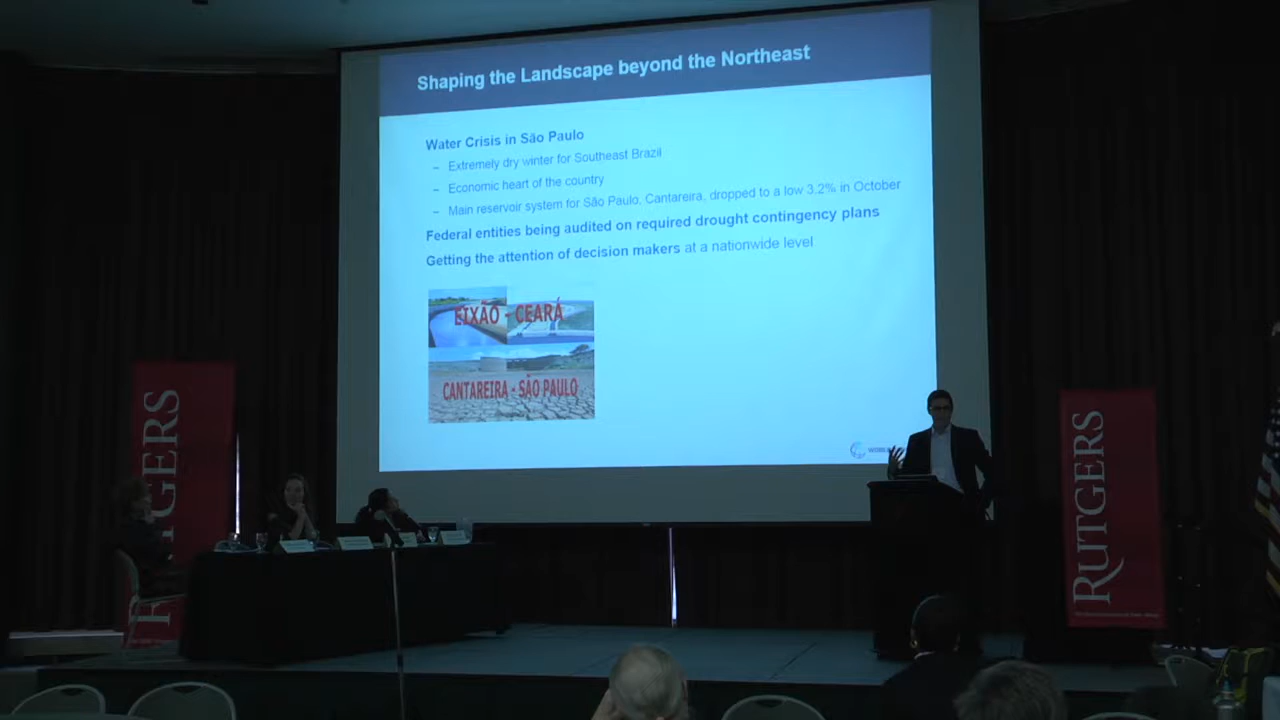 Shaping the Landscape beyond the Northeast
Water Crisis in São Paulo
– Extremely dry winter for Southeast Brazil
– Economic heart of the country
– Main reservoir system for São Paulo, Cantareira, dropped to a low 3.2% in October
Federal entities being audited on required drought contingency plans
Getting the attention of decision makers at a nationwide level
EIXÃO - CEARÁ
CANTAREIRA - SÃO PAULO
RUTGERS
RUTGERS